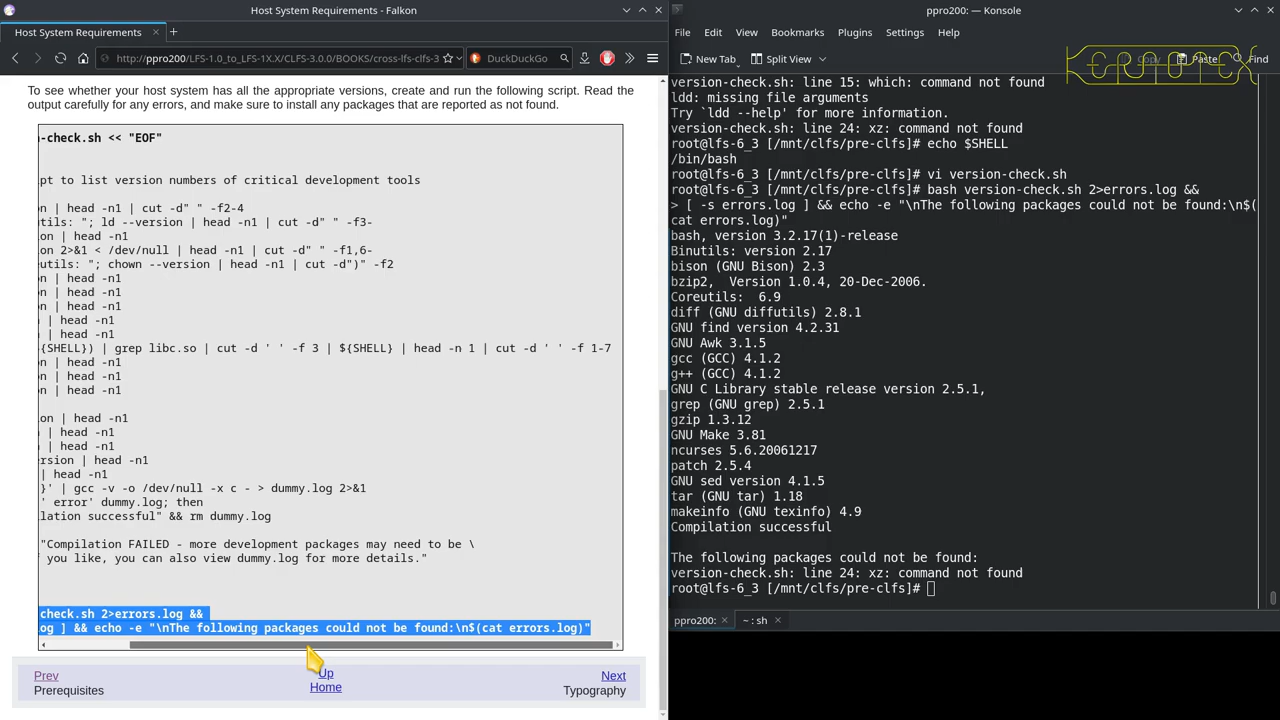 Host System Requirements - Falkon
Host System Requirements
http://ppro200/LFS-1.0_to_LFS-1X.X/CLFS-3.0.0/BOOKS/cross-lfs-clfs-3
DuckDuckGo
To see whether your host system has all the appropriate versions, create and run the following script. Read the
output carefully for any errors, and make sure to install any packages that are reported as not found.
-check.sh << "EOF"
pt to list version numbers of critical development tools
on | head -n1 | cut -d" " -f2-4
utils: "; ld --version | head -n1 | cut -d" " -f3-
on | head -n1
on 2>&1 < /dev/null | head -n1 | cut -d" " -f1,6-
utils: "; chown --version | head -n1 | cut -d")" -f2
on | head -n1
on | head -n1
on | head -n1
| head -n1
| head -n1
{SHELL}) | grep libc.so | cut -d ' ' -f 3 | ${SHELL} | head -n 1 | cut -d ' ' -f 1-7
on | head -n1
on | head -n1
on | head -n1
on | head -n1
| head -n1
| head -n1
ersion | head -n1
| head -n1
}' | gcc -v -o /dev/null -x c - > dummy.log 2>&1
' error' dummy.log; then
lation successful" && rm dummy.log
"Compilation FAILED - more development packages may need to be \
you like, you can also view dummy.log for more details."
check.sh 2>errors.log &&
og ] && echo -e "\nThe following packages could not be found:\n$(cat errors.log)"
Prev
Up
Next
Prerequisites
Home
Typography
ppro200: — Konsole
File Edit View Bookmarks Plugins Settings Help
New Tab Split View Copy Paste Find
version-check.sh: line 15: which: command not found
ldd: missing file arguments
Try `ldd --help' for more information.
version-check.sh: line 24: xz: command not found
root@lfs-6_3 [/mnt/clfs/pre-clfs]# echo $SHELL
/bin/bash
root@lfs-6_3 [/mnt/clfs/pre-clfs]# vi version-check.sh
root@lfs-6_3 [/mnt/clfs/pre-clfs]# bash version-check.sh 2>errors.log &&
> [ -s errors.log ] && echo -e "\nThe following packages could not be found:\n$(
cat errors.log)"
bash, version 3.2.17(1)-release
Binutils: version 2.17
bison (GNU Bison) 2.3
bzip2,  Version 1.0.4, 20-Dec-2006.
Coreutils:  6.9
diff (GNU diffutils) 2.8.1
GNU find version 4.2.31
GNU Awk 3.1.5
gcc (GCC) 4.1.2
g++ (GCC) 4.1.2
GNU C Library stable release version 2.5.1,
grep (GNU grep) 2.5.1
gzip 1.3.12
GNU Make 3.81
ncurses 5.6.20061217
patch 2.5.4
GNU sed version 4.1.5
tar (GNU tar) 1.18
makeinfo (GNU texinfo) 4.9
Compilation successful
The following packages could not be found:
version-check.sh: line 24: xz: command not found
root@lfs-6_3 [/mnt/clfs/pre-clfs]#
ppro200: ~ : sh